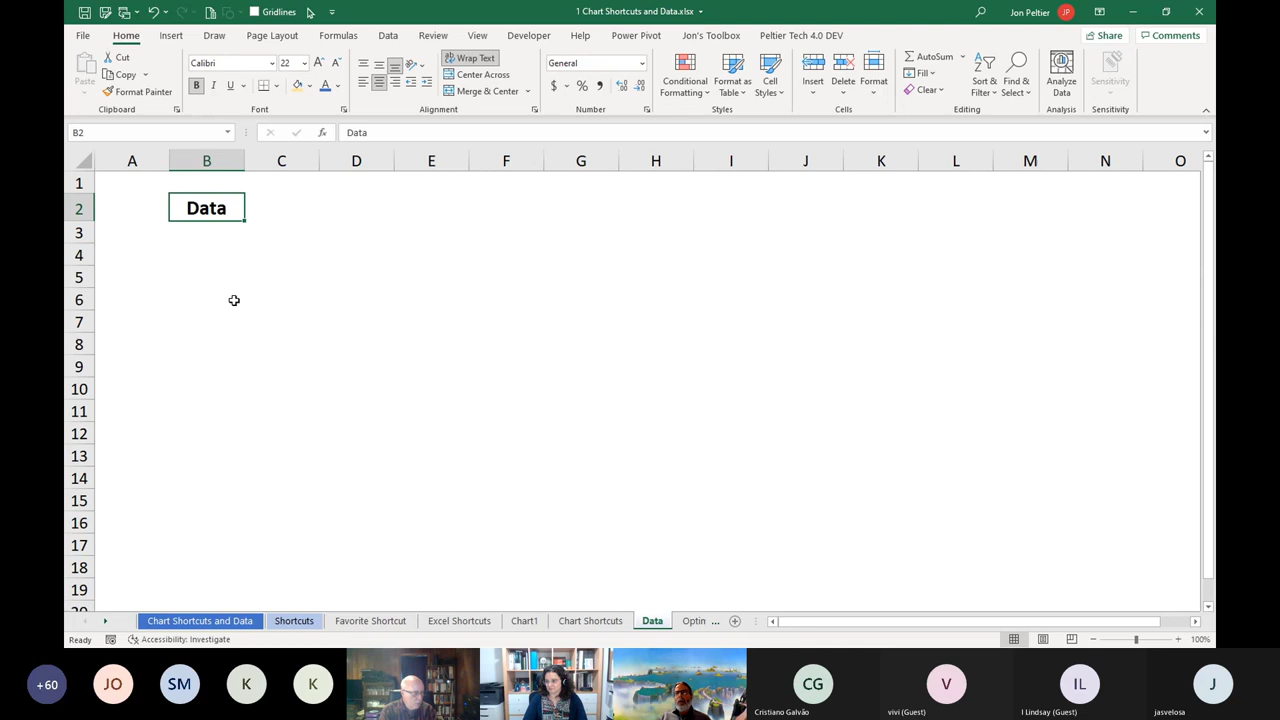 Gridlines
1 Chart Shortcuts and Data.xlsx
Jon Peltier
JP
File Home Insert Draw Page Layout Formulas Data Review View Developer Help Power Pivot Jon's Toolbox Peltier Tech 4.0 DEV
Share Comments
Paste
Cut
Copy
Format Painter
Clipboard
Calibri 22
B I U
Font
Wrap Text
Center Across
Merge & Center
Alignment
General
$ % ,
Number
Conditional Formatting
Format as Table
Cell Styles
Styles
Insert Delete Format
Cells
AutoSum
Fill
Clear
Sort & Filter
Find & Select
Editing
Analyze Data
Analysis
Sensitivity
Sensitivity
B2 fx Data
A B C D E F G H I J K L M N O
1
2 Data
3
4
5
6
7
8
9
10
11
12
13
14
15
16
17
18
19
20
Chart Shortcuts and Data Shortcuts Favorite Shortcut Excel Shortcuts Chart1 Chart Shortcuts Data Optin ...
Ready Accessibility: Investigate 100%
+60 JO SM K K CG V IL J
Cristiano Galvão vivi (Guest) I Lindsay (Guest) jasvelosa